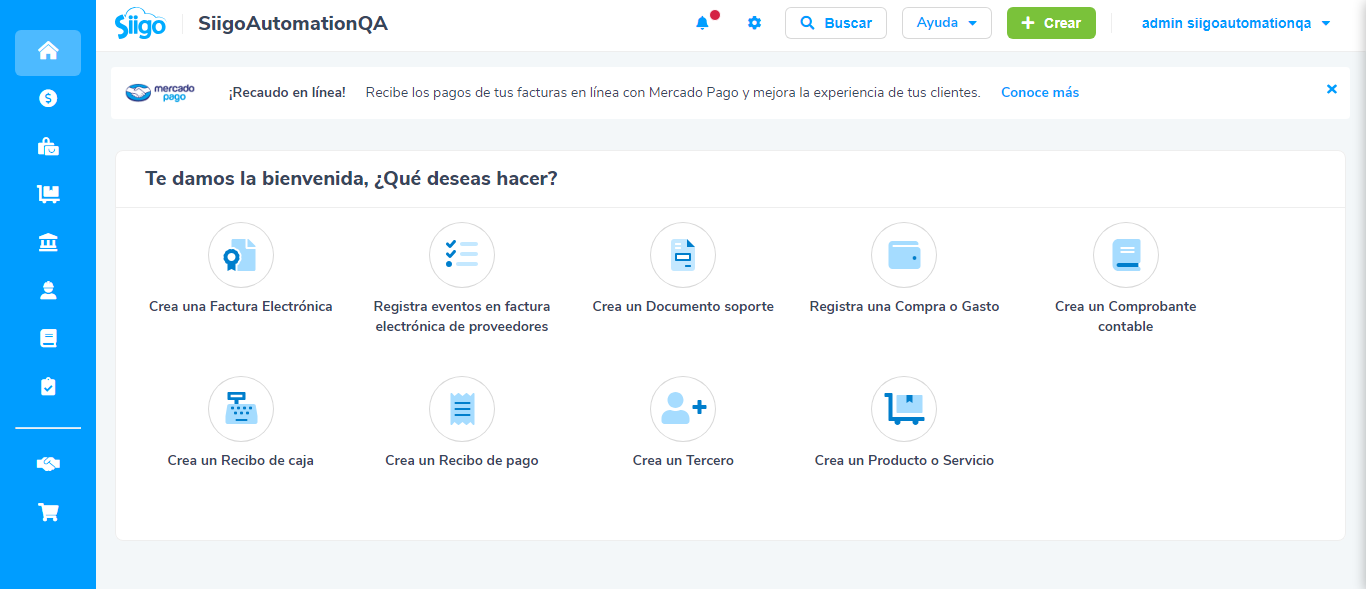 Siigo
SiigoAutomationQA
Buscar
Ayuda
Crear
admin siigoautomationqa
mercado
pago
¡Recaudo en línea!
Recibe los pagos de tus facturas en línea con Mercado Pago y mejora la experiencia de tus clientes.
Conoce más
Te damos la bienvenida, ¿Qué deseas hacer?
Crea una Factura Electrónica
Registra eventos en factura
electrónica de proveedores
Crea un Documento soporte
Registra una Compra o Gasto
Crea un Comprobante
contable
Crea un Recibo de caja
Crea un Recibo de pago
Crea un Tercero
Crea un Producto o Servicio